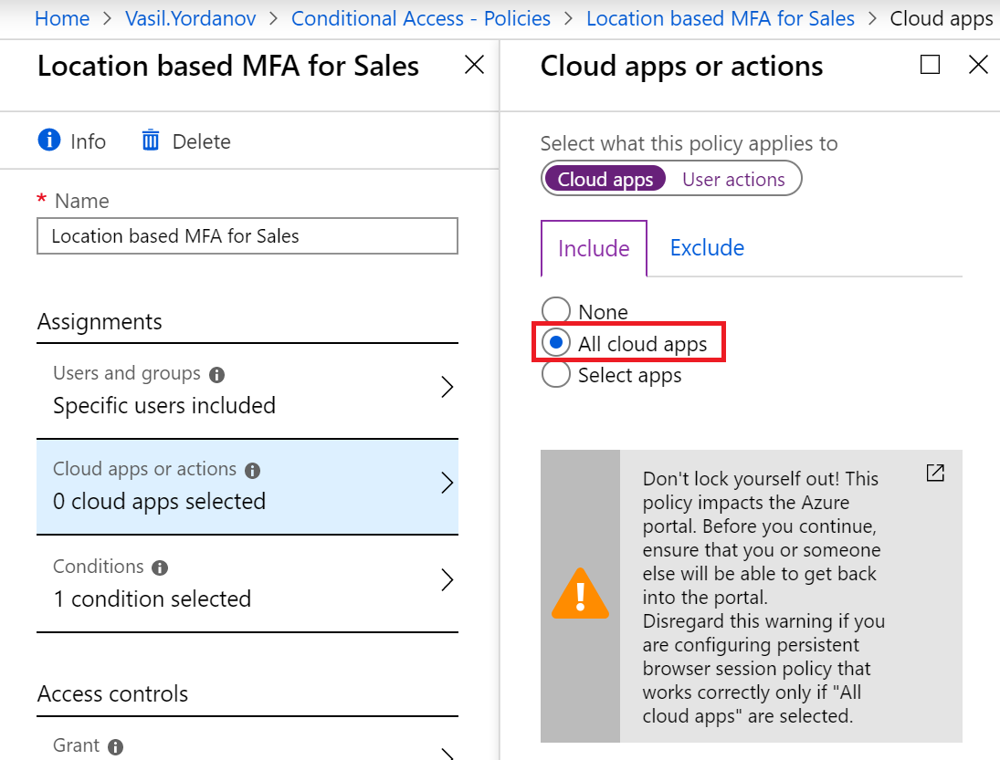 Home > Vasil.Yordanov > Conditional Access - Policies > Location based MFA for Sales > Cloud apps
Location based MFA for Sales
Info Delete
* Name
Location based MFA for Sales
Assignments
Users and groups
Specific users included
Cloud apps or actions
0 cloud apps selected
Conditions
1 condition selected
Access controls
Grant
Cloud apps or actions
Select what this policy applies to
Cloud apps User actions
Include Exclude
None
All cloud apps
Select apps
Don't lock yourself out! This
policy impacts the Azure
portal. Before you continue,
ensure that you or someone
else will be able to get back
into the portal.
Disregard this warning if you
are configuring persistent
browser session policy that
works correctly only if "All
cloud apps" are selected.